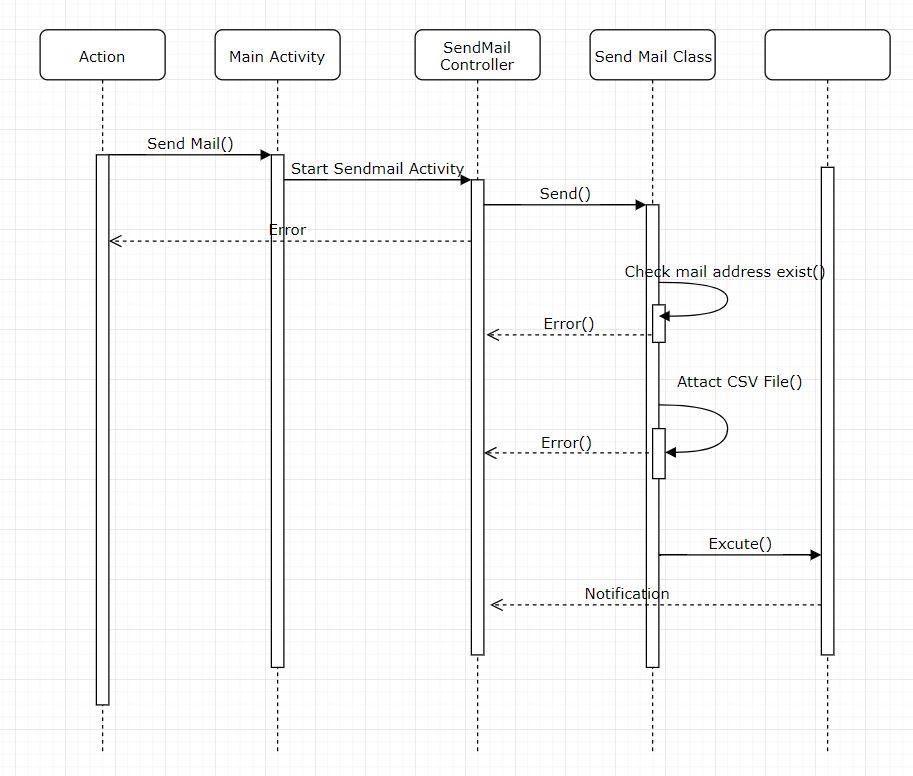 Action
Main Activity
SendMail
Controller
Send Mail Class
Send Mail()
Start Sendmail Activity
Send()
Error
Check mail address exist()
Error()
Attact CSV File()
Error()
Excute()
Notification